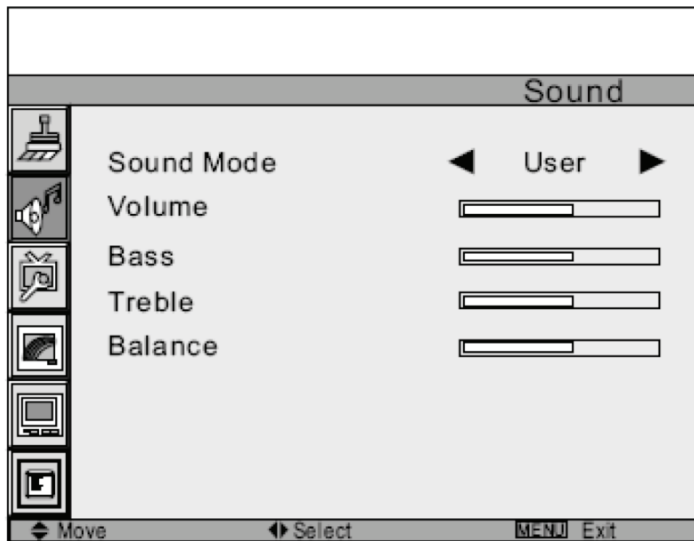 Sound
Sound Mode ◀ User ▶
Volume
Bass
Treble
Balance
Move Select MENU Exit